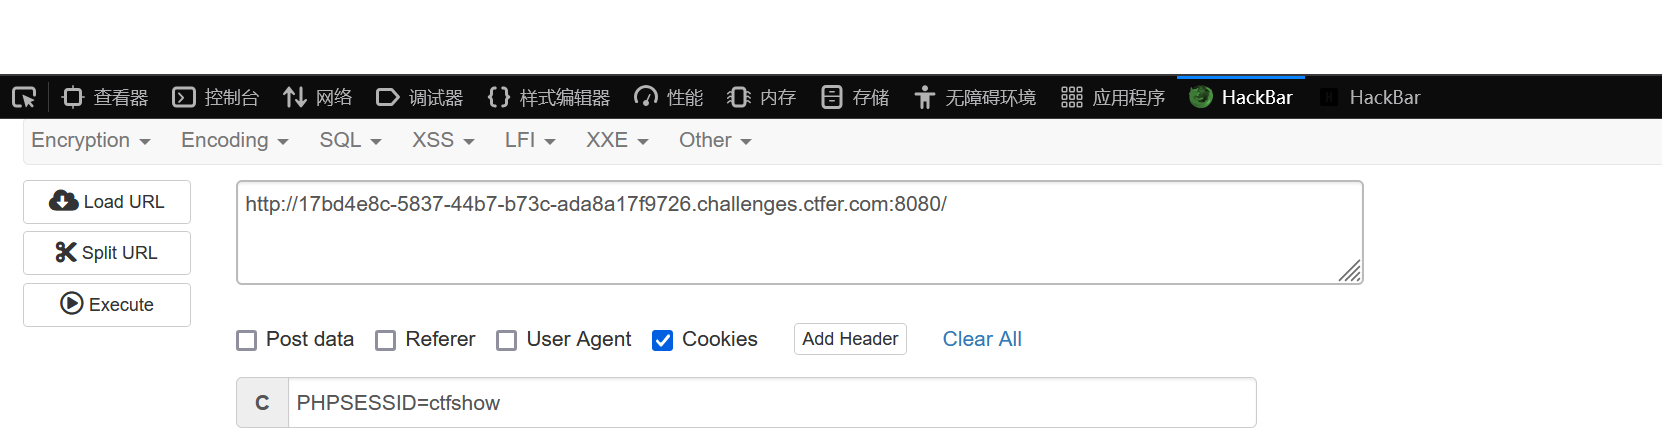 查看器 控制台 网络 调试器 样式编辑器 性能 内存 存储 无障碍环境 应用程序 HackBar HackBar
Encryption Encoding SQL XSS LFI XXE Other
Load URL
http://17bd4e8c-5837-44b7-b73c-ada8a17f9726.challenges.ctfer.com:8080/
Split URL
Execute
Post data Referer User Agent Cookies Add Header Clear All
C PHPSESSID=ctfshow